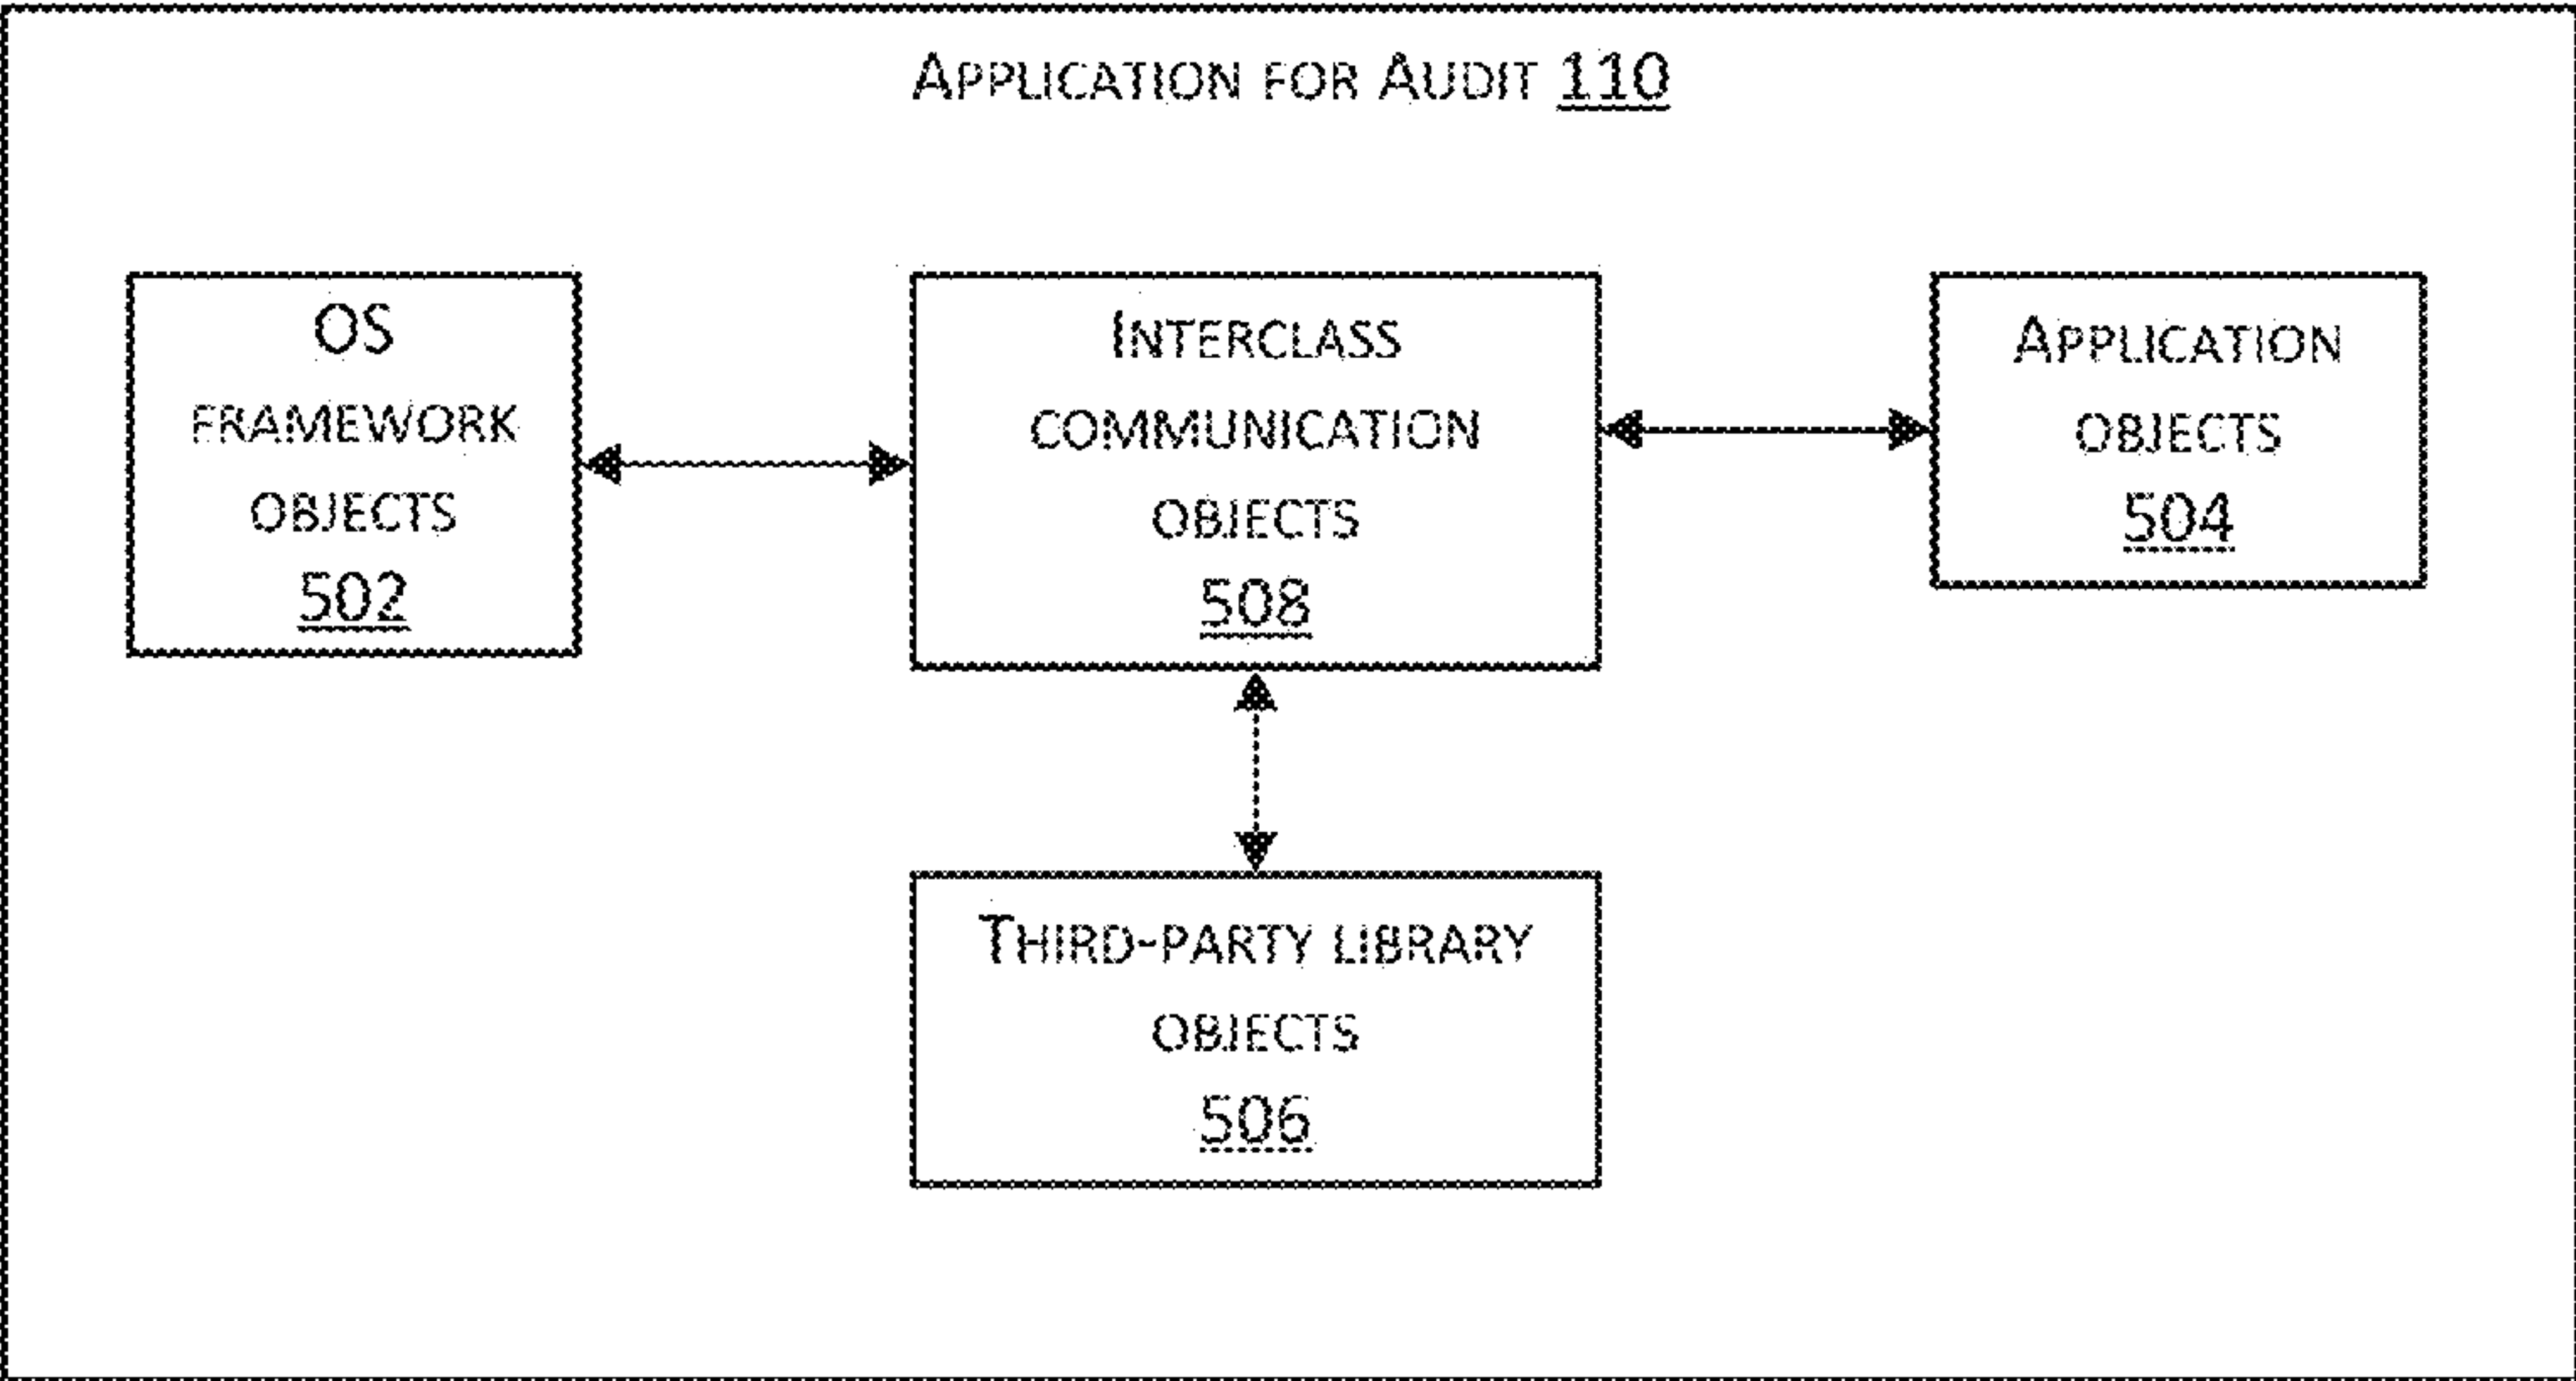 APPLICATION FOR AUDIT 110
OS
FRAMEWORK
OBJECTS
502
INTERCLASS
COMMUNICATION
OBJECTS
508
APPLICATION
OBJECTS
504
THIRD-PARTY LIBRARY
OBJECTS
506